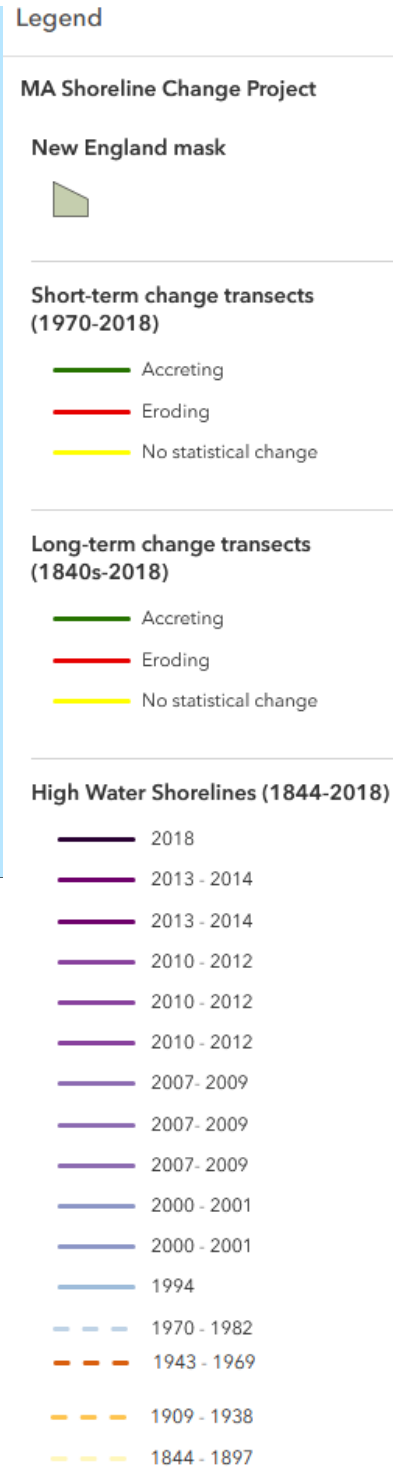 Legend
MA Shoreline Change Project
New England mask
Short-term change transects
(1970-2018)
Accreting
Eroding
No statistical change
Long-term change transects
(1840s-2018)
Accreting
Eroding
No statistical change
High Water Shorelines (1844-2018)
2018
2013 - 2014
2013 - 2014
2010 - 2012
2010 - 2012
2010 - 2012
2007- 2009
2007- 2009
2007- 2009
2000 - 2001
2000 - 2001
1994
1970 - 1982
1943 - 1969
1909 - 1938
1844 - 1897